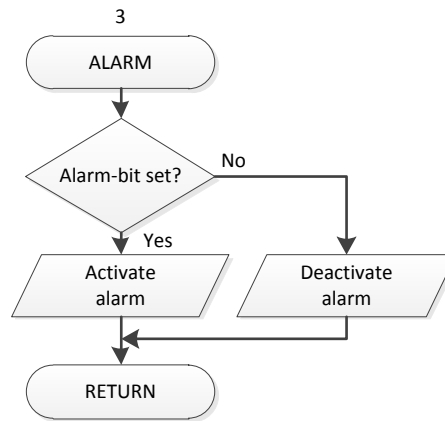 3
ALARM
Alarm-bit set?
No
Yes
Activate
alarm
Deactivate
alarm
RETURN